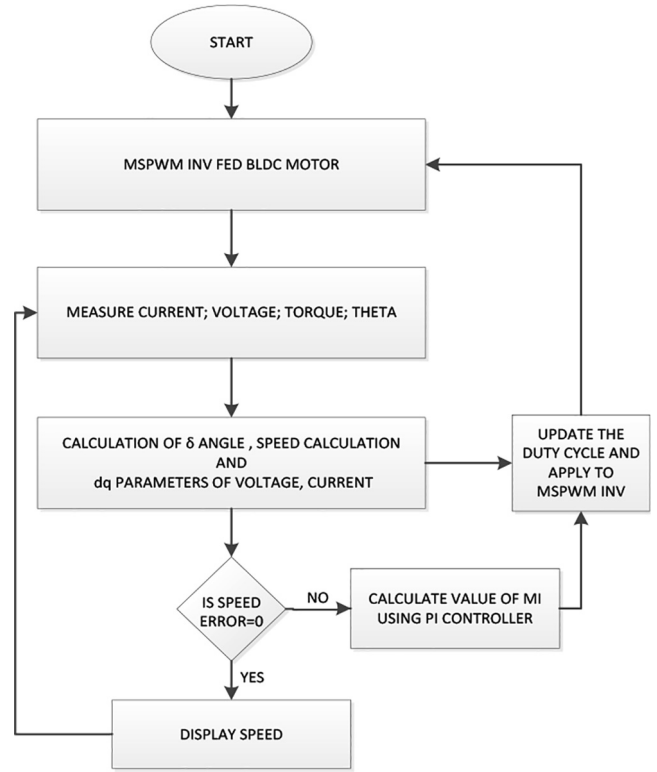 START
MSPWM INV FED BLDC MOTOR
MEASURE CURRENT; VOLTAGE; TORQUE; THETA
CALCULATION OF δ ANGLE , SPEED CALCULATION
AND
dq PARAMETERS OF VOLTAGE, CURRENT
UPDATE THE
DUTY CYCLE AND
APPLY TO
MSPWM INV
IS SPEED
ERROR=0
NO
CALCULATE VALUE OF MI
USING PI CONTROLLER
YES
DISPLAY SPEED